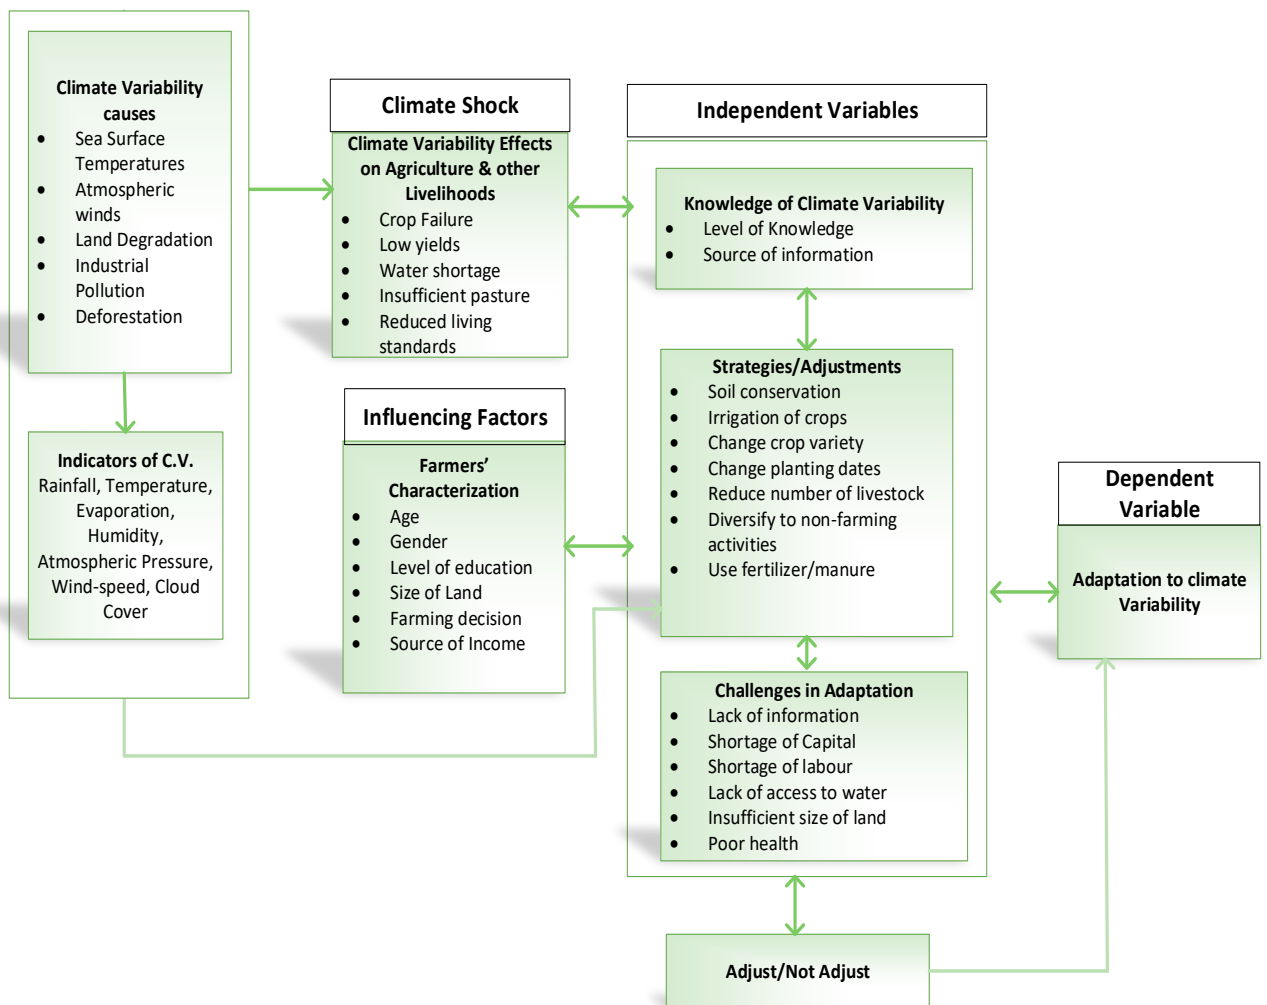 Climate Variability
causes
• Sea Surface
Temperatures
• Atmospheric
winds
• Land Degradation
• Industrial
Pollution
• Deforestation
Indicators of C.V.
Rainfall, Temperature,
Evaporation,
Humidity,
Atmospheric Pressure,
Wind-speed, Cloud
Cover
Climate Shock
Climate Variability Effects
on Agriculture & other
Livelihoods
• Crop Failure
• Low yields
• Water shortage
• Insufficient pasture
• Reduced living
standards
Influencing Factors
Farmers’
Characterization
• Age
• Gender
• Level of education
• Size of Land
• Farming decision
• Source of Income
Independent Variables
Knowledge of Climate Variability
• Level of Knowledge
• Source of information
Strategies/Adjustments
• Soil conservation
• Irrigation of crops
• Change crop variety
• Change planting dates
• Reduce number of livestock
• Diversify to non-farming
activities
• Use fertilizer/manure
Challenges in Adaptation
• Lack of information
• Shortage of Capital
• Shortage of labour
• Lack of access to water
• Insufficient size of land
• Poor health
Adjust/Not Adjust
Dependent
Variable
Adaptation to climate
Variability